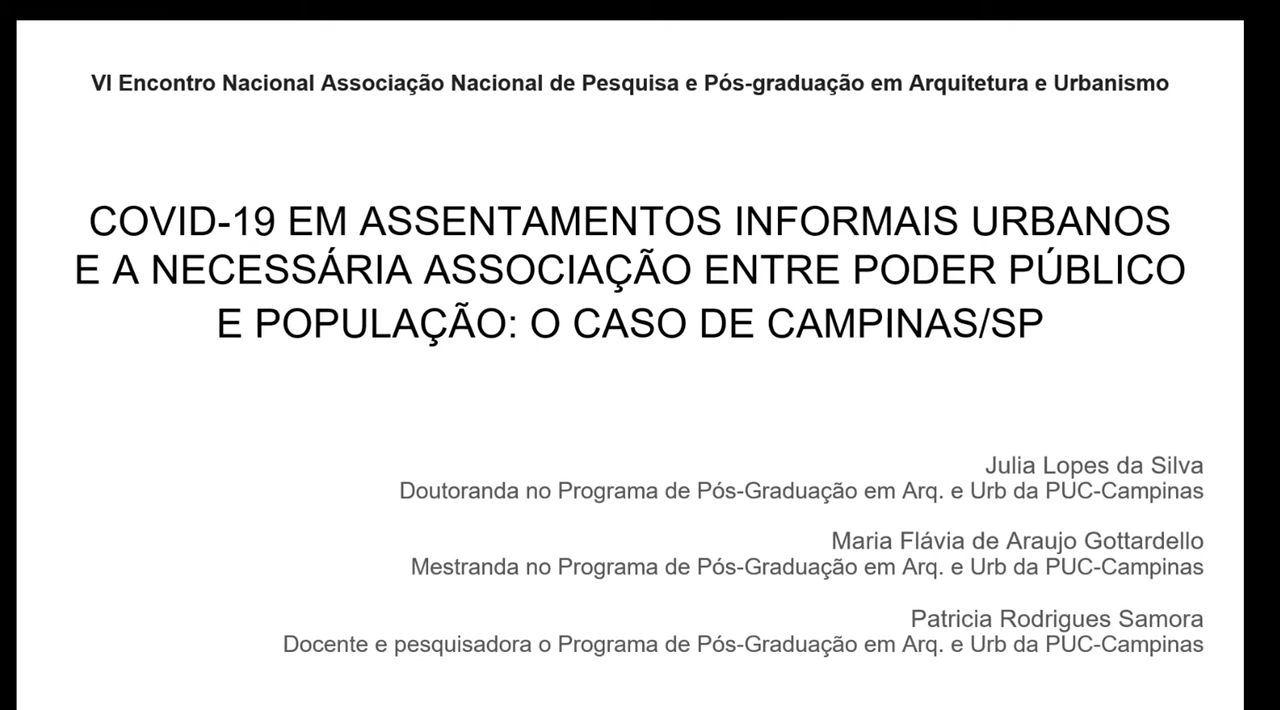 VI Encontro Nacional Associação Nacional de Pesquisa e Pós-graduação em Arquitetura e Urbanismo
COVID-19 EM ASSENTAMENTOS INFORMAIS URBANOS
E A NECESSÁRIA ASSOCIAÇÃO ENTRE PODER PÚBLICO
E POPULAÇÃO: O CASO DE CAMPINAS/SP
Julia Lopes da Silva
Doutoranda no Programa de Pós-Graduação em Arq. e Urb da PUC-Campinas
Maria Flávia de Araujo Gottardello
Mestranda no Programa de Pós-Graduação em Arq. e Urb da PUC-Campinas
Patricia Rodrigues Samora
Docente e pesquisadora o Programa de Pós-Graduação em Arq. e Urb da PUC-Campinas